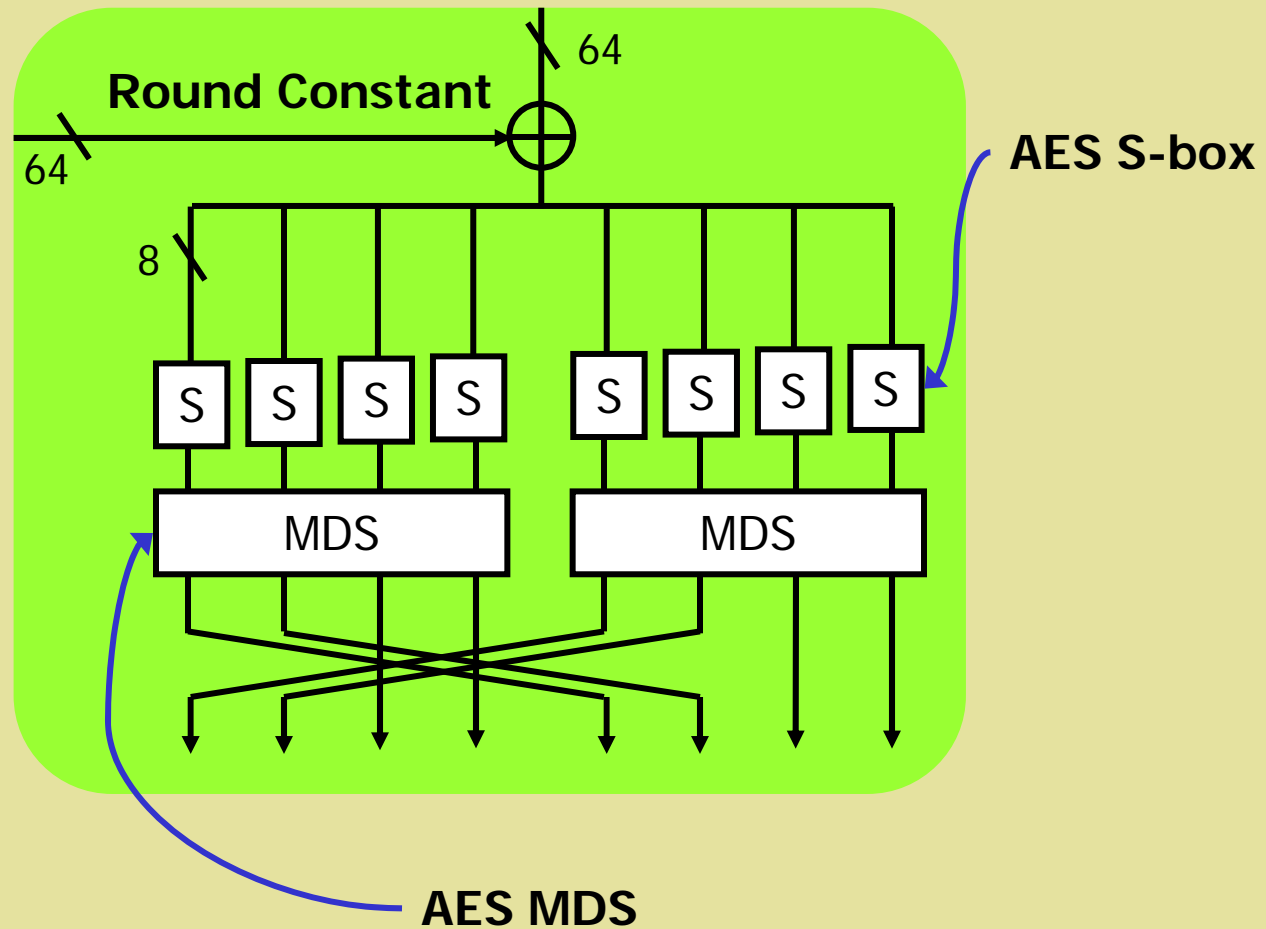 64
Round Constant
64
AES S-box
8
S S S S S S S S
MDS MDS
AES MDS